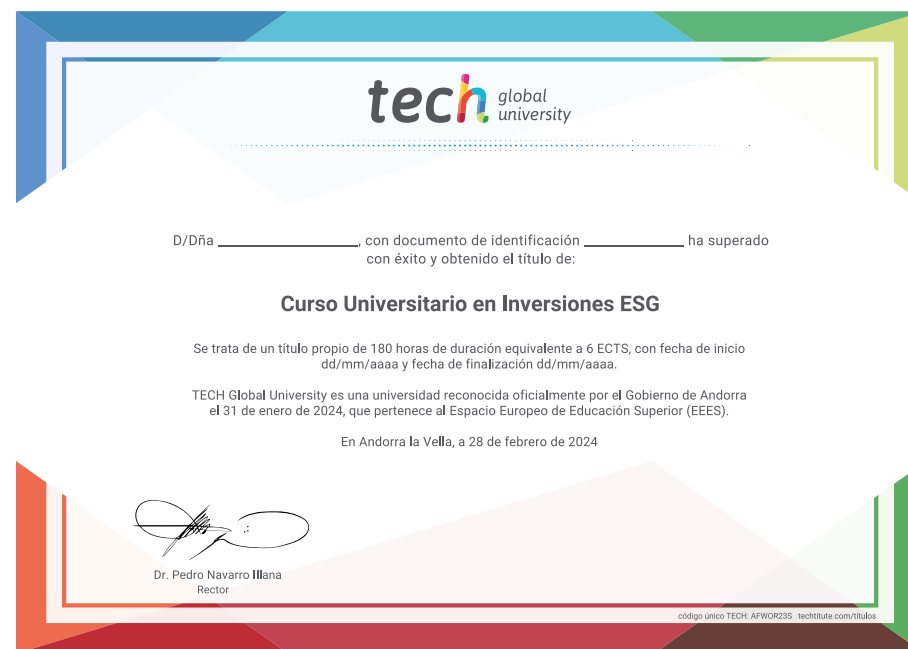 tech global university
D/Dña ____________________, con documento de identificación ______________ ha superado
con éxito y obtenido el título de:
Curso Universitario en Inversiones ESG
Se trata de un título propio de 180 horas de duración equivalente a 6 ECTS, con fecha de inicio
dd/mm/aaaa y fecha de finalización dd/mm/aaaa.
TECH Global University es una universidad reconocida oficialmente por el Gobierno de Andorra
el 31 de enero de 2024, que pertenece al Espacio Europeo de Educación Superior (EEES).
En Andorra la Vella, a 28 de febrero de 2024
Dr. Pedro Navarro Illana
Rector
código único TECH: AFWOR23S techtitute.com/titulos